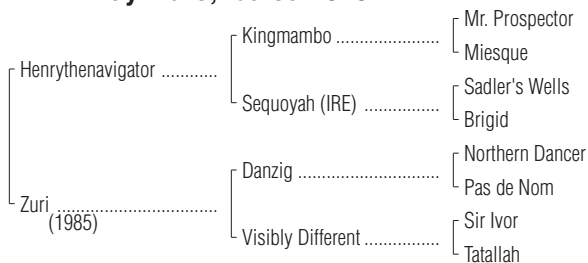 Mr. Prospector
Kingmambo
Miesque
Henrythenavigator
Sadler's Wells
Sequoyah (IRE)
Brigid
Northern Dancer
Danzig
Pas de Nom
Zuri
(1985)
Sir Ivor
Visibly Different
Tatallah